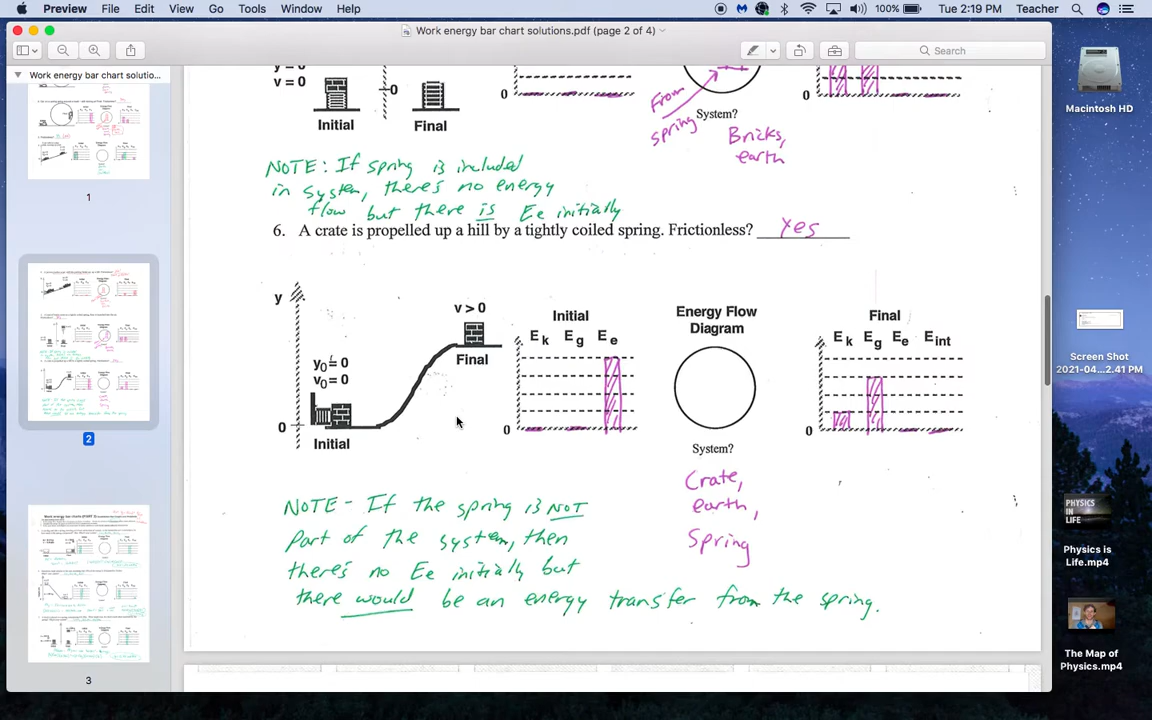 Preview File Edit View Go Tools Window Help 100% Tue 2:19 PM Teacher
Work energy bar chart solutions.pdf (page 2 of 4)
Search
Work energy bar chart solutio...
1
2
3
v = 0
0
Initial
Final
0
From
spring
System?
Bricks,
earth
0
NOTE: If spring is included
in system, there's no energy
flow but there is Ee initially
6. A crate is propelled up a hill by a tightly coiled spring. Frictionless? Yes
y
v > 0
Final
y0 = 0
v0 = 0
0
Initial
Initial
Ek Eg Ee
0
Energy Flow
Diagram
System?
Crate,
earth,
Spring
Final
Ek Eg Ee Eint
0
NOTE - If the spring is NOT
part of the system, then
there's no Ee initially but
there would be an energy transfer from the spring.
Macintosh HD
Screen Shot
2021-04...2.41 PM
PHYSICS
IN
LIFE
Physics is
Life.mp4
The Map of
Physics.mp4